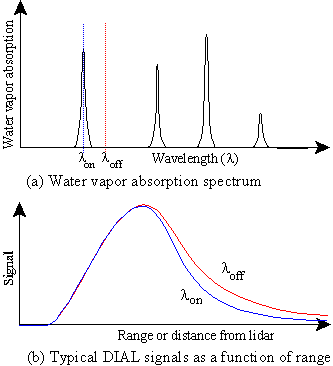 Water vapor absorption
λon λoff
Wavelength (λ)
(a) Water vapor absorption spectrum
Signal
λoff
λon
Range or distance from lidar
(b) Typical DIAL signals as a function of range